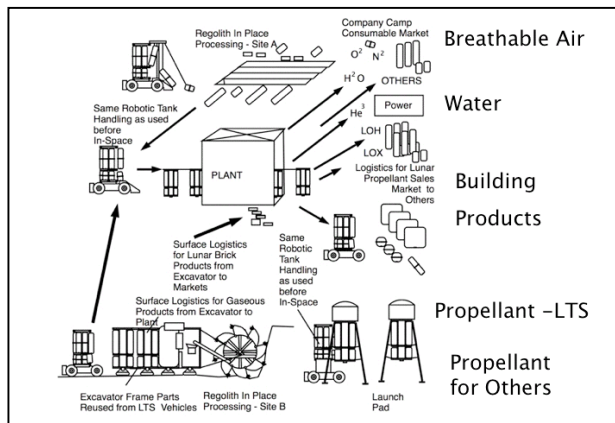 Regolith In Place
Processing - Site A
Company Camp
Consumable Market
O² N²
H²O
OTHERS
He³
Power
LOH
LOX
Logistics for Lunar
Propellant Sales
Market to
Others
Same Robotic Tank
Handling as used
before
In-Space
PLANT
Surface Logistics
for Lunar Brick
Products from
Excavator to
Markets
Same
Robotic
Tank
Handling
as used
before
In-Space
Surface Logistics for Gaseous
Products from Excavator to
Plant
Excavator Frame Parts
Reused from LTS Vehicles
Regolith In Place
Processing - Site B
Launch
Pad
Breathable Air
Water
Building
Products
Propellant –LTS
Propellant
for Others